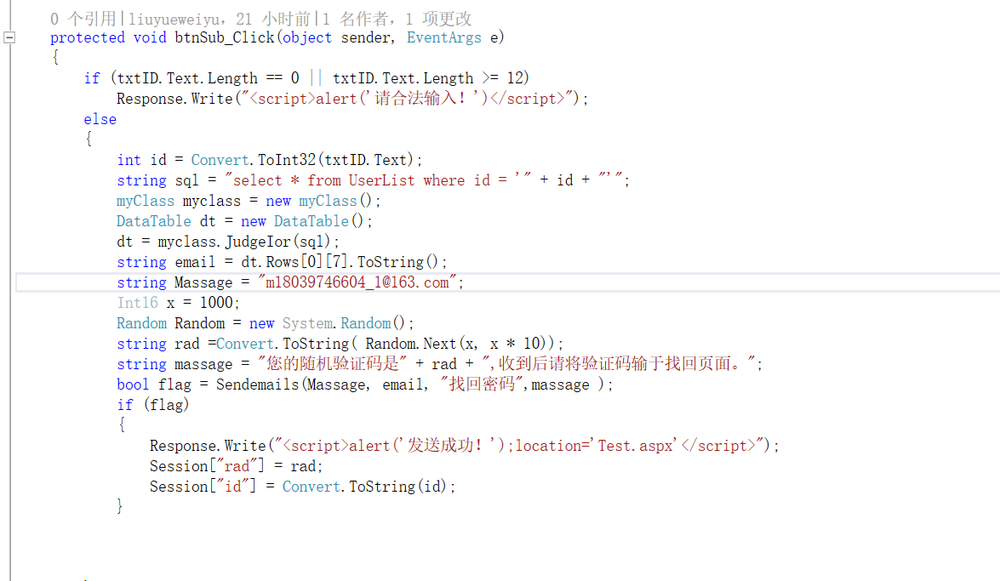 0 个引用|liuyueweiyu，21 小时前|1 名作者，1 项更改
protected void btnSub_Click(object sender, EventArgs e)
{
if (txtID.Text.Length == 0 || txtID.Text.Length >= 12)
Response.Write("<script>alert('请合法输入！')</script>");
else
{
int id = Convert.ToInt32(txtID.Text);
string sql = "select * from UserList where id = '" + id + "'";
myClass myclass = new myClass();
DataTable dt = new DataTable();
dt = myclass.JudgeIor(sql);
string email = dt.Rows[0][7].ToString();
string Massage = "m18039746604_1@163.com";
Int16 x = 1000;
Random Random = new System.Random();
string rad =Convert.ToString( Random.Next(x, x * 10));
string massage = "您的随机验证码是" + rad + ",收到后请将验证码输于找回页面。";
bool flag = Sendemails(Massage, email, "找回密码",massage );
if (flag)
{
Response.Write("<script>alert('发送成功！');location='Test.aspx'</script>");
Session["rad"] = rad;
Session["id"] = Convert.ToString(id);
}